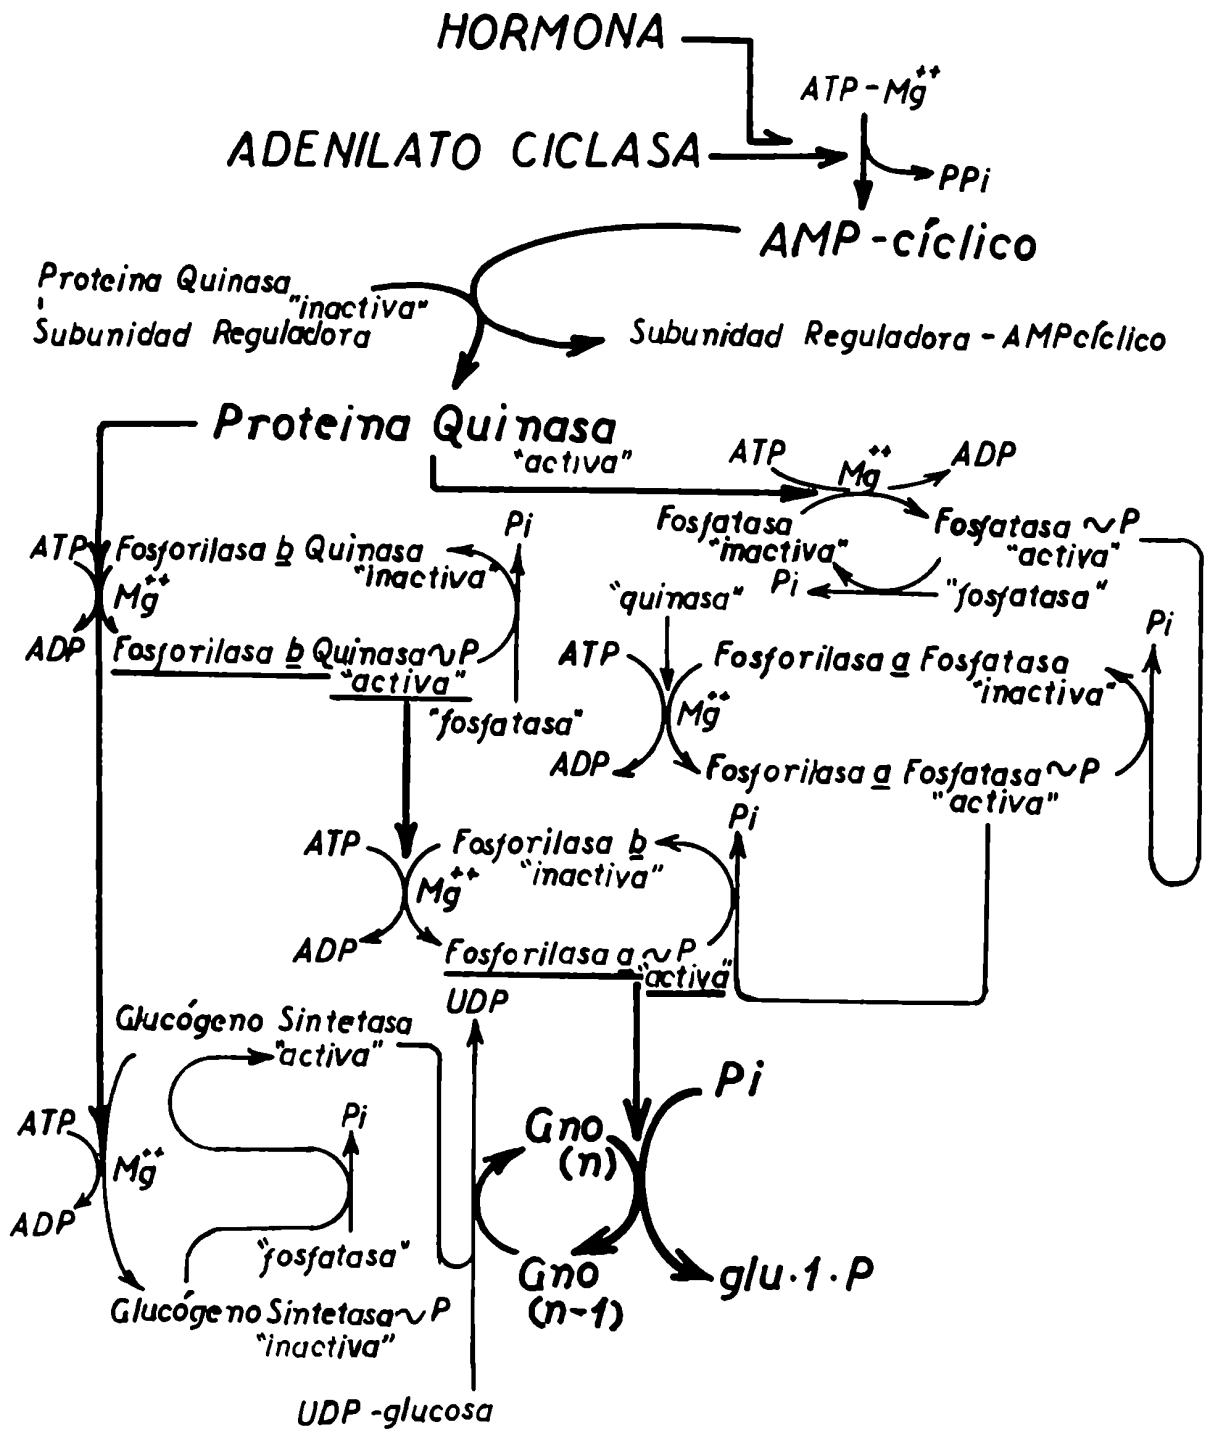 HORMONA
ATP-Mg++
ADENILATO CICLASA
PPi
AMP-cíclico
Proteina Quinasa
"inactiva"
Subunidad Reguladora
Subunidad Reguladora - AMPcíclico
Proteina Quinasa
"activa"
ATP
Mg++
ADP
Fosfatasa
"inactiva"
Fosfatasa ~ P
"activa"
Pi
"fosfatasa"
Pi
ATP
Fosforilasa b Quinasa
"inactiva"
Mg++
ADP
Fosforilasa b Quinasa~P
"activa"
"fosfatasa"
"quinasa"
Pi
ATP
Fosforilasa a Fosfatasa
"inactiva"
Mg++
ADP
Fosforilasa a Fosfatasa ~ P
"activa"
Pi
ATP
Fosforilasa b
"inactiva"
Mg++
ADP
Fosforilasa a ~ P
"activa"
UDP
Glucógeno Sintetasa
"activa"
Pi
ATP
Pi
Gno
(n)
Mg++
ADP
"fosfatasa"
Gno
(n-1)
glu·1·P
Glucógeno Sintetasa~P
"inactiva"
UDP-glucosa